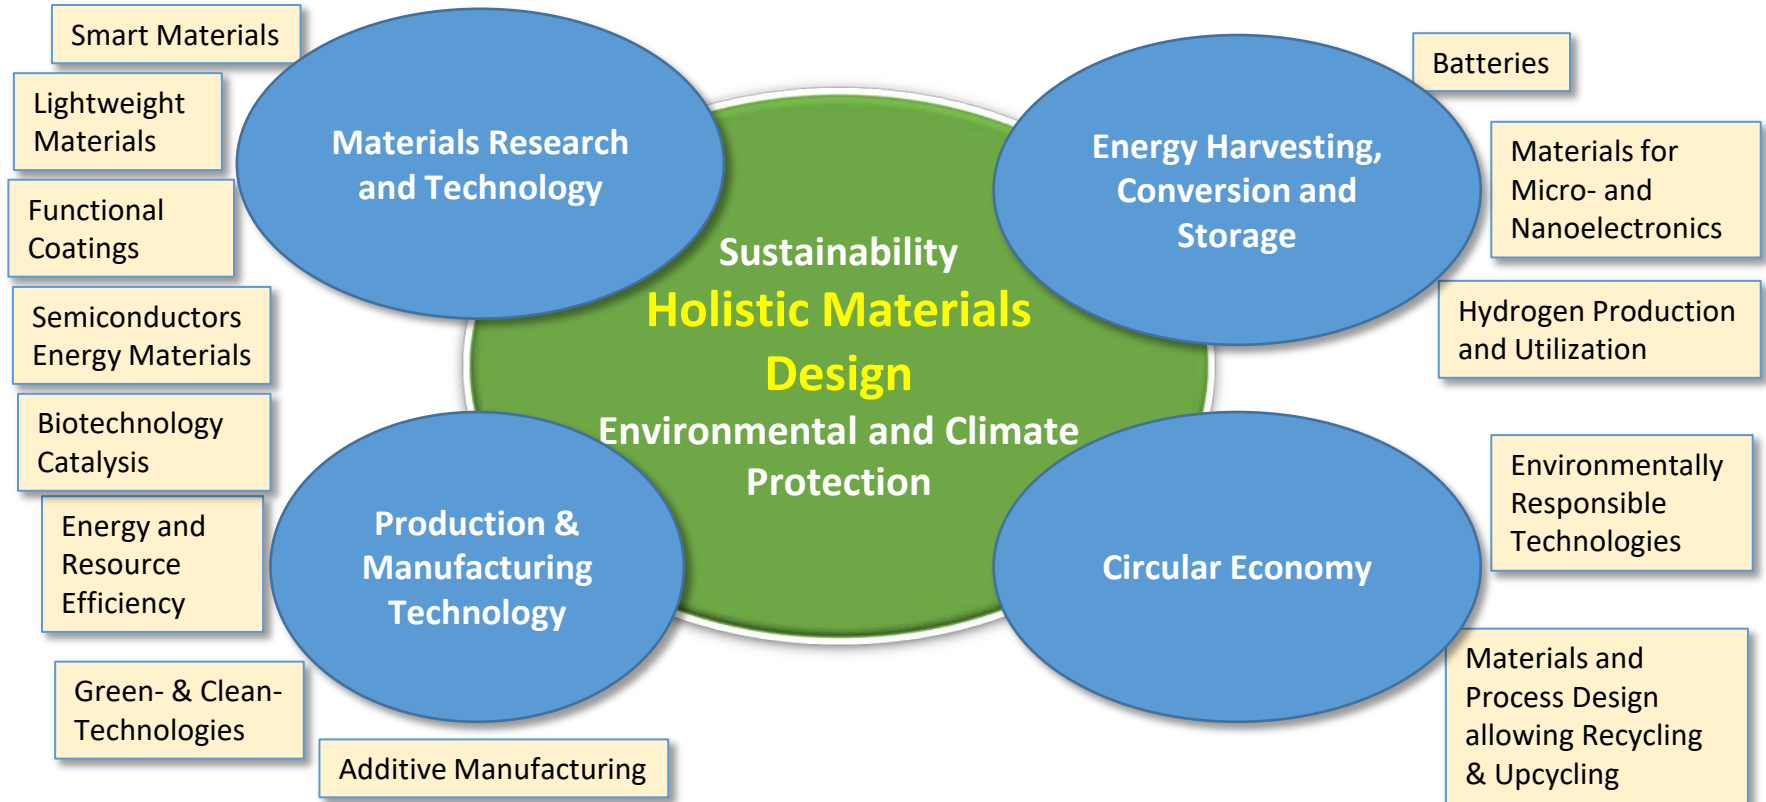 Smart Materials
Lightweight
Materials
Functional
Coatings
Semiconductors
Energy Materials
Biotechnology
Catalysis
Energy and
Resource
Efficiency
Green- & Clean-
Technologies
Additive Manufacturing
Materials Research
and Technology
Production &
Manufacturing
Technology
Sustainability
Holistic Materials
Design
Environmental and Climate
Protection
Energy Harvesting,
Conversion and
Storage
Circular Economy
Batteries
Materials for
Micro- and
Nanoelectronics
Hydrogen Production
and Utilization
Environmentally
Responsible
Technologies
Materials and
Process Design
allowing Recycling
& Upcycling